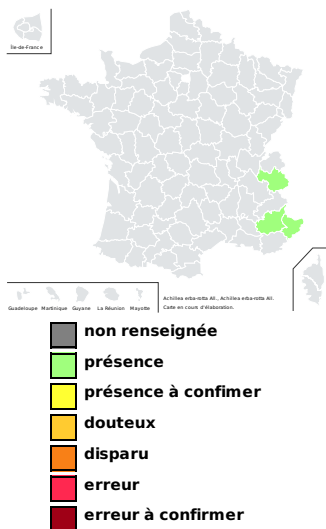 Île-de-France
Guadeloupe Martinique Guyane La Réunion Mayotte
Achillea erba-rotta All., Achillea erba-rotta All.
Carte en cours d'élaboration.
non renseignée
présence
présence à confimer
douteux
disparu
erreur
erreur à confirmer